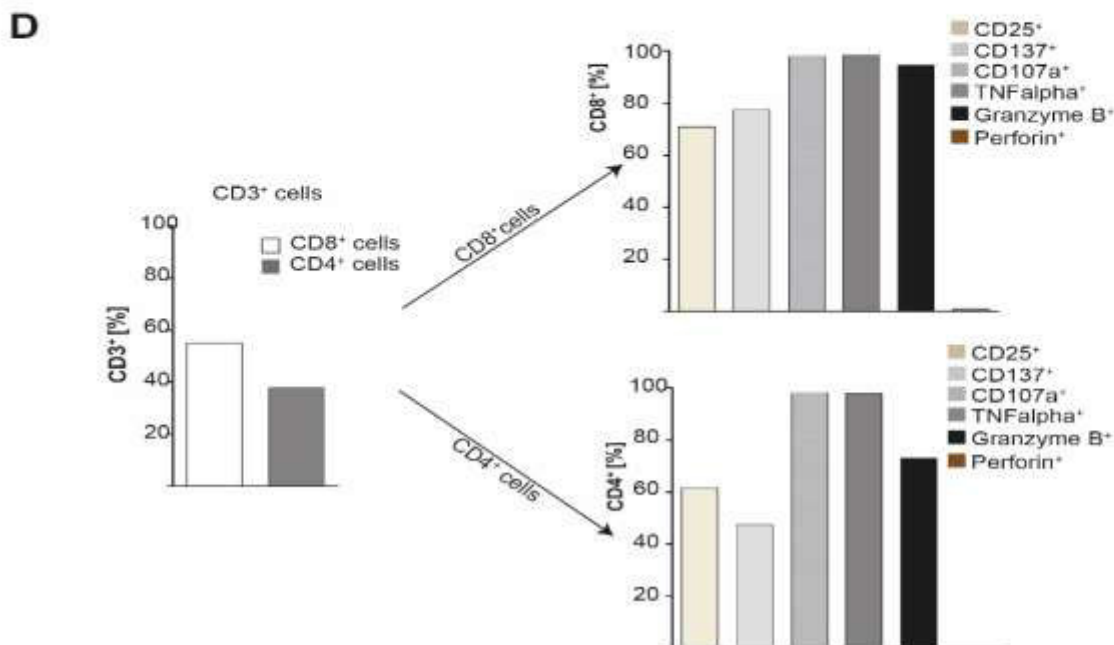 D
CD3⁺ cells
CD8⁺ cells
CD4⁺ cells
CD3⁺ [%]
100
80
60
40
20
CD8⁺cells
CD4⁺ cells
CD8⁺ [%]
100
80
60
40
20
CD25⁺
CD137⁺
CD107a⁺
TNFalpha⁺
Granzyme B⁺
Perforin⁺
CD4⁺ [%]
100
80
60
40
20
CD25⁺
CD137⁺
CD107a⁺
TNFalpha⁺
Granzyme B⁺
Perforin⁺